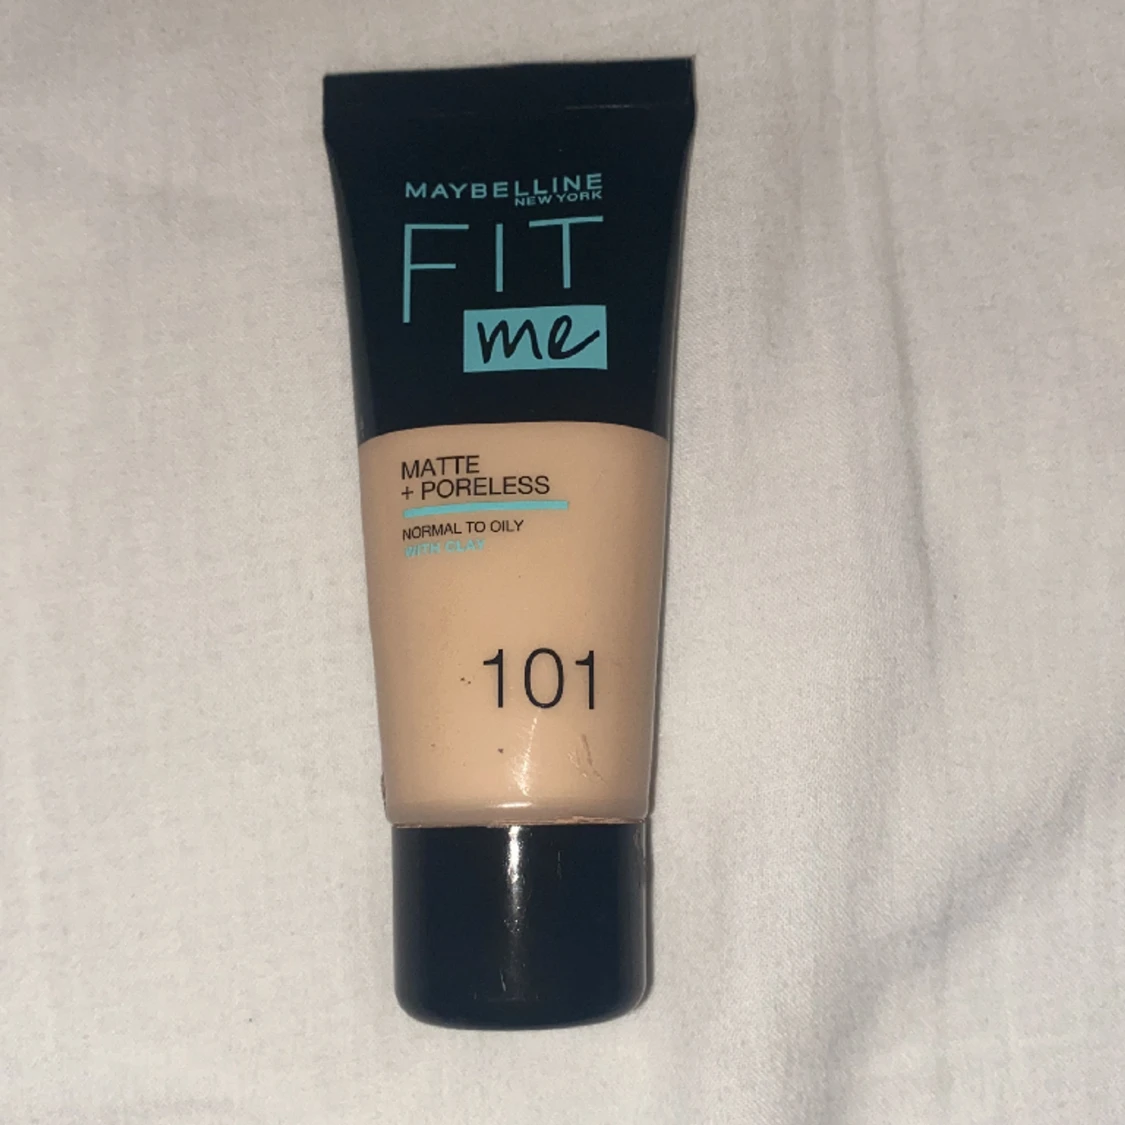 MAYBELLINE
NEW YORK
FIT
me
MATTE
+ PORELESS
NORMAL TO OILY
WITH CLAY
101